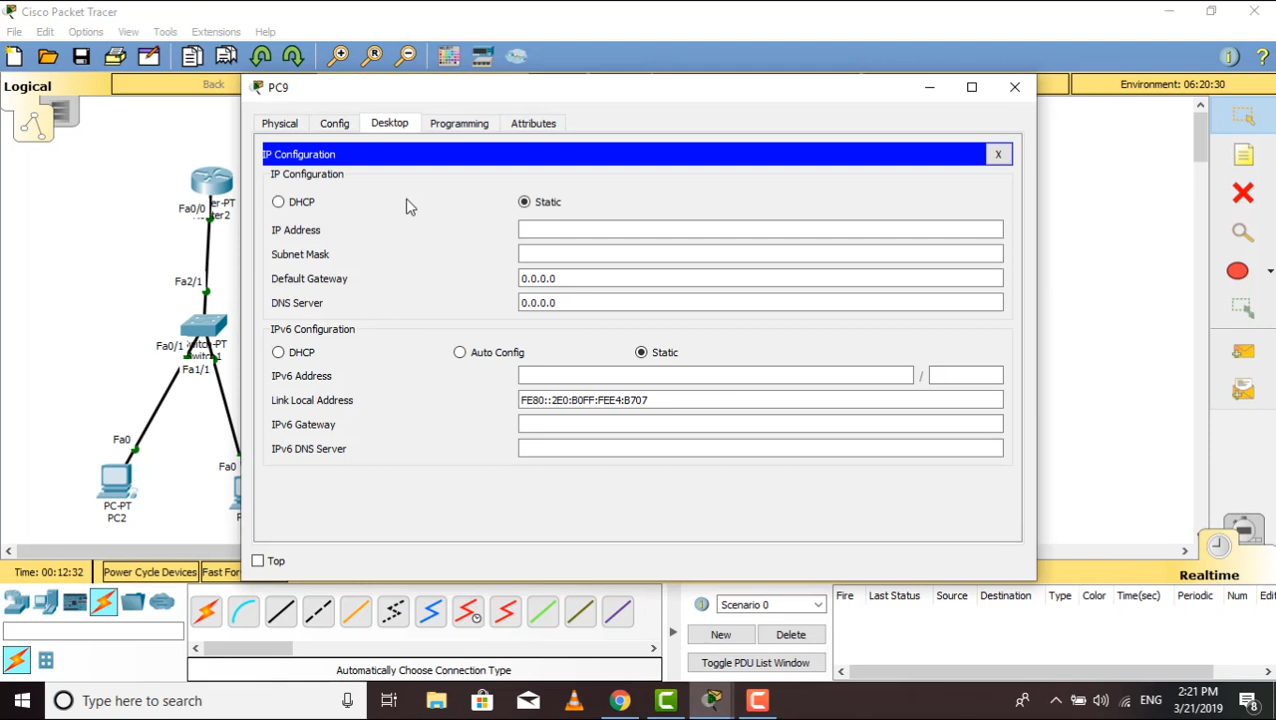 Cisco Packet Tracer
File Edit Options View Tools Extensions Help
Logical Back Environment: 06:20:30
PC9
Physical Config Desktop Programming Attributes
IP Configuration X
IP Configuration
DHCP Static
IP Address
Subnet Mask
Default Gateway 0.0.0.0
DNS Server 0.0.0.0
IPv6 Configuration
DHCP Auto Config Static
IPv6 Address /
Link Local Address FE80::2E0:B0FF:FEE4:B707
IPv6 Gateway
IPv6 DNS Server
Top
Fa0/0
Fa2/1
Fa0/1
Fa1/1
Fa0
Fa0
PC-PT
PC2
Time: 00:12:32 Power Cycle Devices Fast For
Realtime
Scenario 0
New Delete
Toggle PDU List Window
Fire Last Status Source Destination Type Color Time(sec) Periodic Num Edi
Automatically Choose Connection Type
Type here to search
ENG
2:21 PM
3/21/2019
8